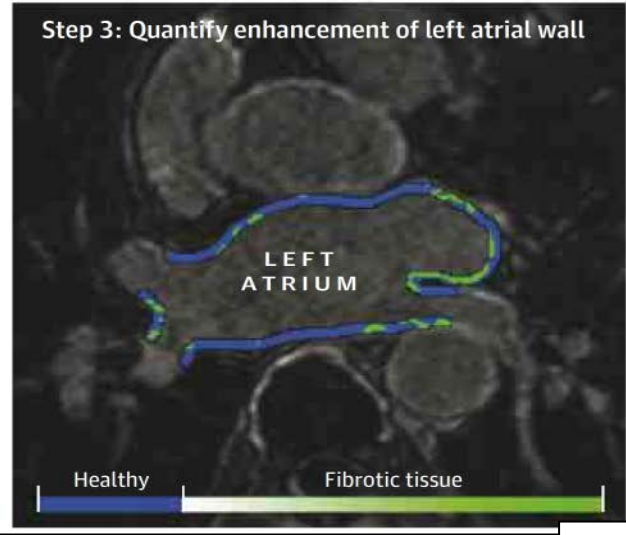 Step 3: Quantify enhancement of left atrial wall
LEFT
ATRIUM
Healthy
Fibrotic tissue